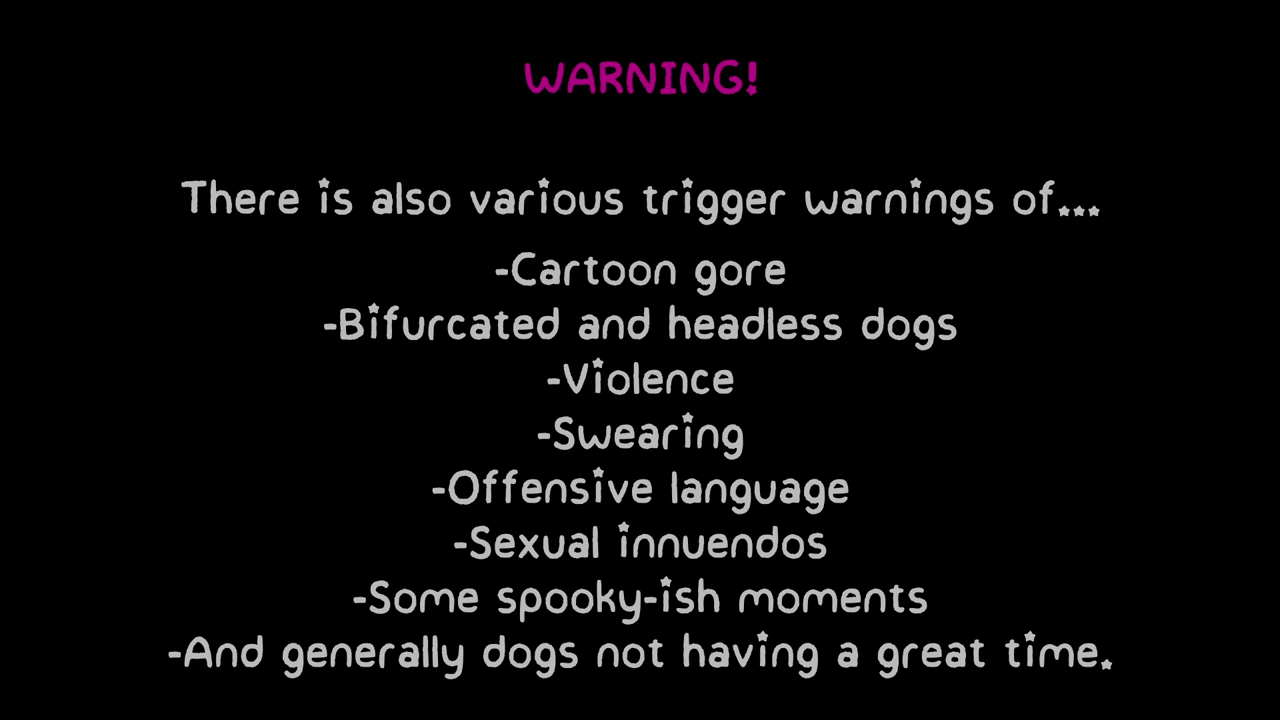 WARNING!
There is also various trigger warnings of...
-Cartoon gore
-Bifurcated and headless dogs
-Violence
-Swearing
-Offensive language
-Sexual innuendos
-Some spooky-ish moments
-And generally dogs not having a great time.